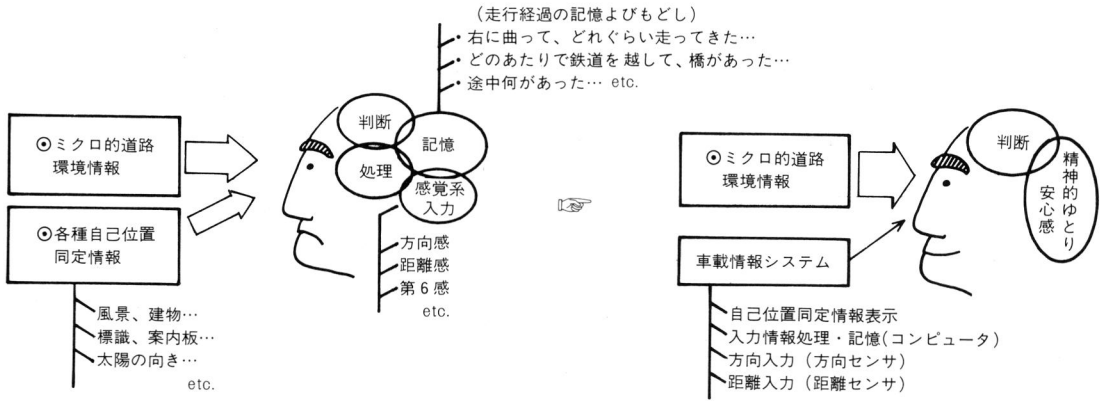 （走行経過の記憶よびもどし）
・右に曲って、どれぐらい走ってきた…
・どのあたりで鉄道を越して、橋があった…
・途中何があった… etc.
⦿ミクロ的道路
環境情報
⦿各種自己位置
同定情報
風景、建物…
標識、案内板…
太陽の向き…
etc.
判断
記憶
処理
感覚系
入力
方向感
距離感
第6感
etc.
☞
⦿ミクロ的道路
環境情報
車載情報システム
自己位置同定情報表示
入力情報処理・記憶(コンピュータ)
方向入力（方向センサ）
距離入力（距離センサ）
判断
精神的ゆとり
安心感